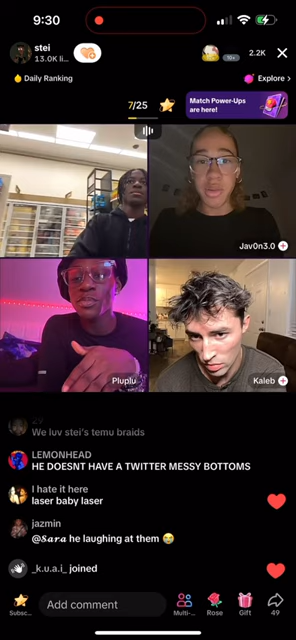 9:30
stei
13.0K li...
10+
2.2K
Daily Ranking
Explore >
7/25
Match Power-Ups
are here!
Jav0n3.0
Pluplu
Kaleb
We luv stei's temu braids
LEMONHEAD
HE DOESNT HAVE A TWITTER MESSY BOTTOMS
I hate it here
laser baby laser
jazmin
@𝑺𝒂𝒓𝒂 he laughing at them 😭
_k.u.a.i_ joined
Add comment
Subsc...
Multi-...
Rose
Gift
49